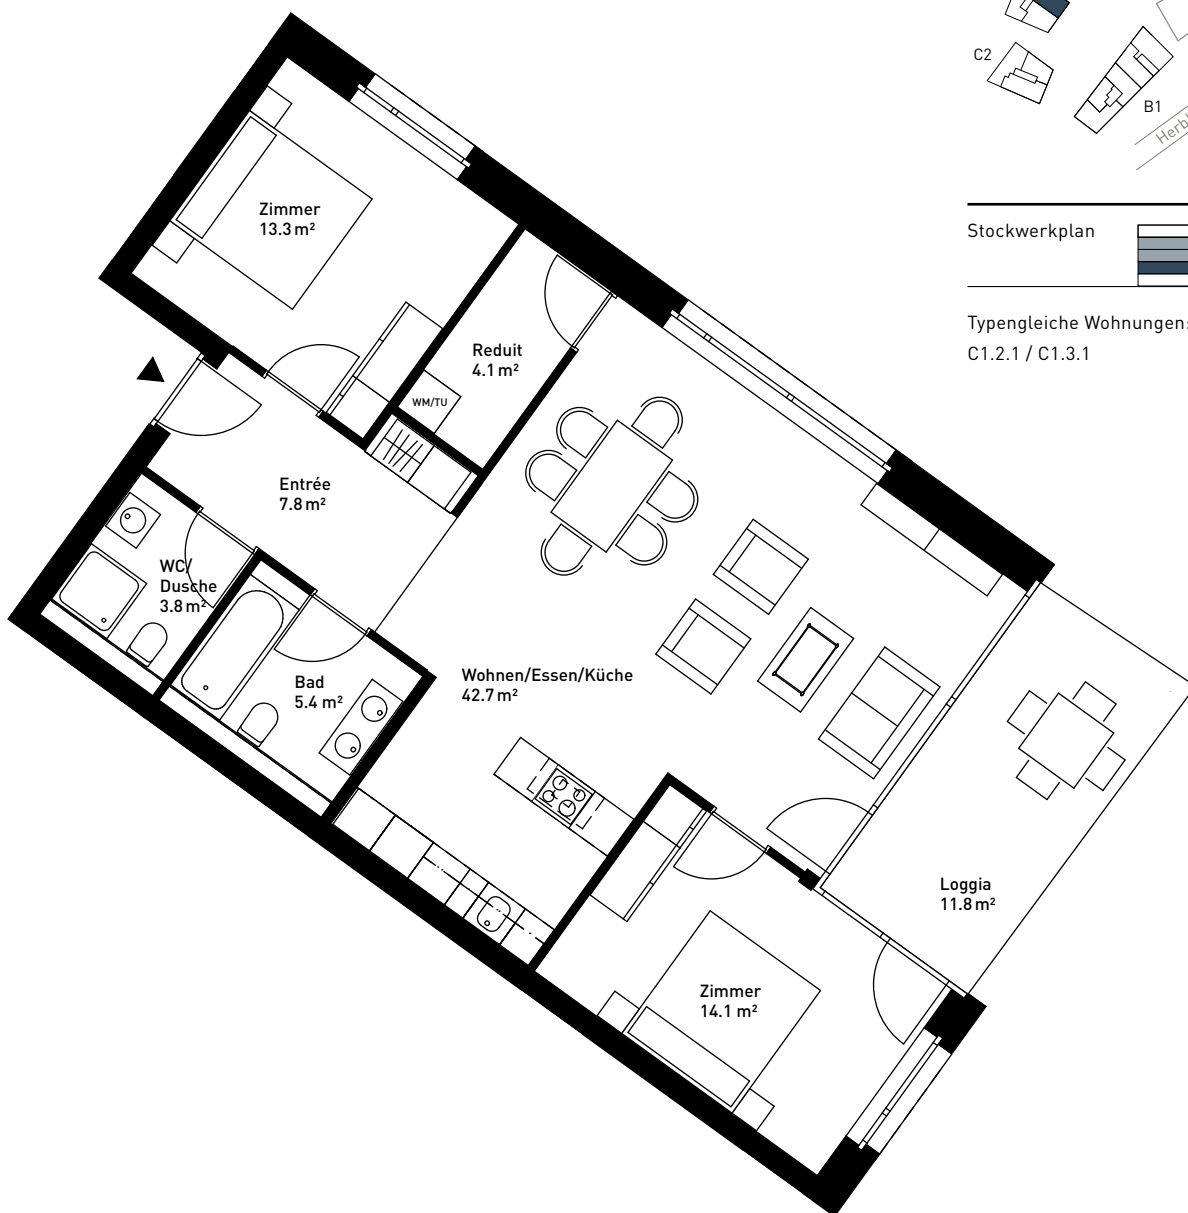 C2
B1
Stockwerkplan
Typengleiche Wohnungen:
C1.2.1 / C1.3.1
Zimmer
13.3 m²
Reduit
4.1 m²
WM/TU
Entrée
7.8 m²
WC/
Dusche
3.8 m²
Bad
5.4 m²
Wohnen/Essen/Küche
42.7 m²
Loggia
11.8 m²
Zimmer
14.1 m²